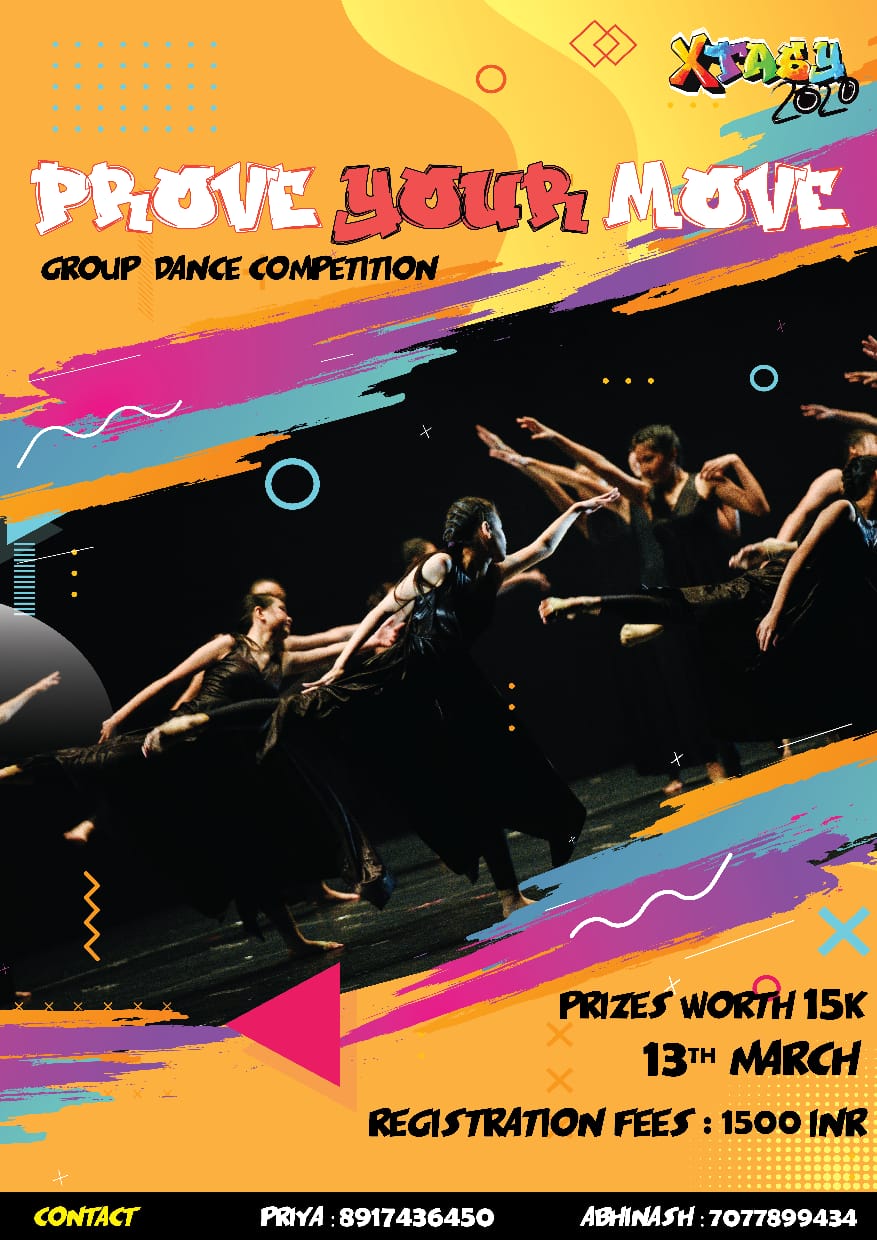 XTASY
2020
PROVE YOUR MOVE
GROUP DANCE COMPETITION
PRIZES WORTH 15K
13TH MARCH
REGISTRATION FEES : 1500 INR
CONTACT PRIYA : 8917436450 ABHINASH : 7077899434